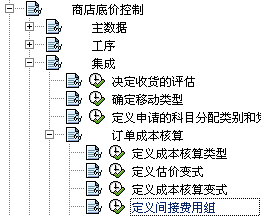 商店底价控制
主数据
工序
集成
决定收货的评估
确定移动类型
定义申请的科目分配类别和
订单成本核算
定义成本核算类型
定义估价变式
定义成本核算变式
定义间接费用组